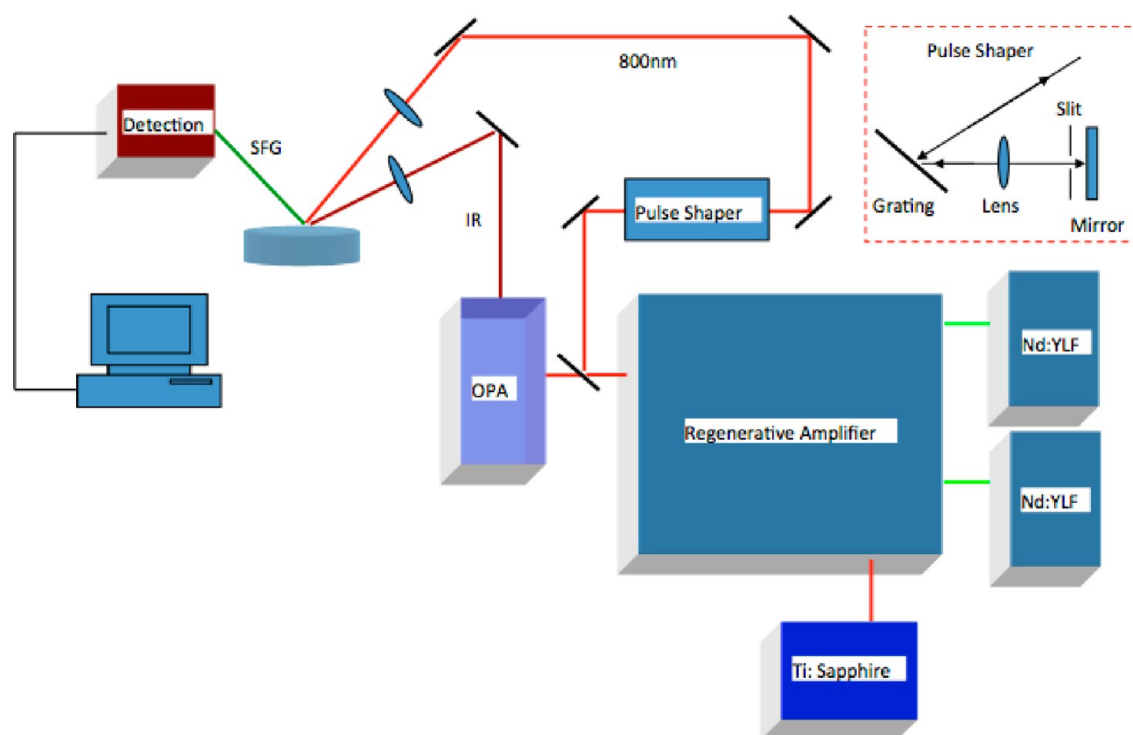 Pulse Shaper
800nm
Slit
Detection
SFG
Grating
Lens
Mirror
IR
Pulse Shaper
Nd:YLF
OPA
Regenerative Amplifier
Nd:YLF
Ti: Sapphire